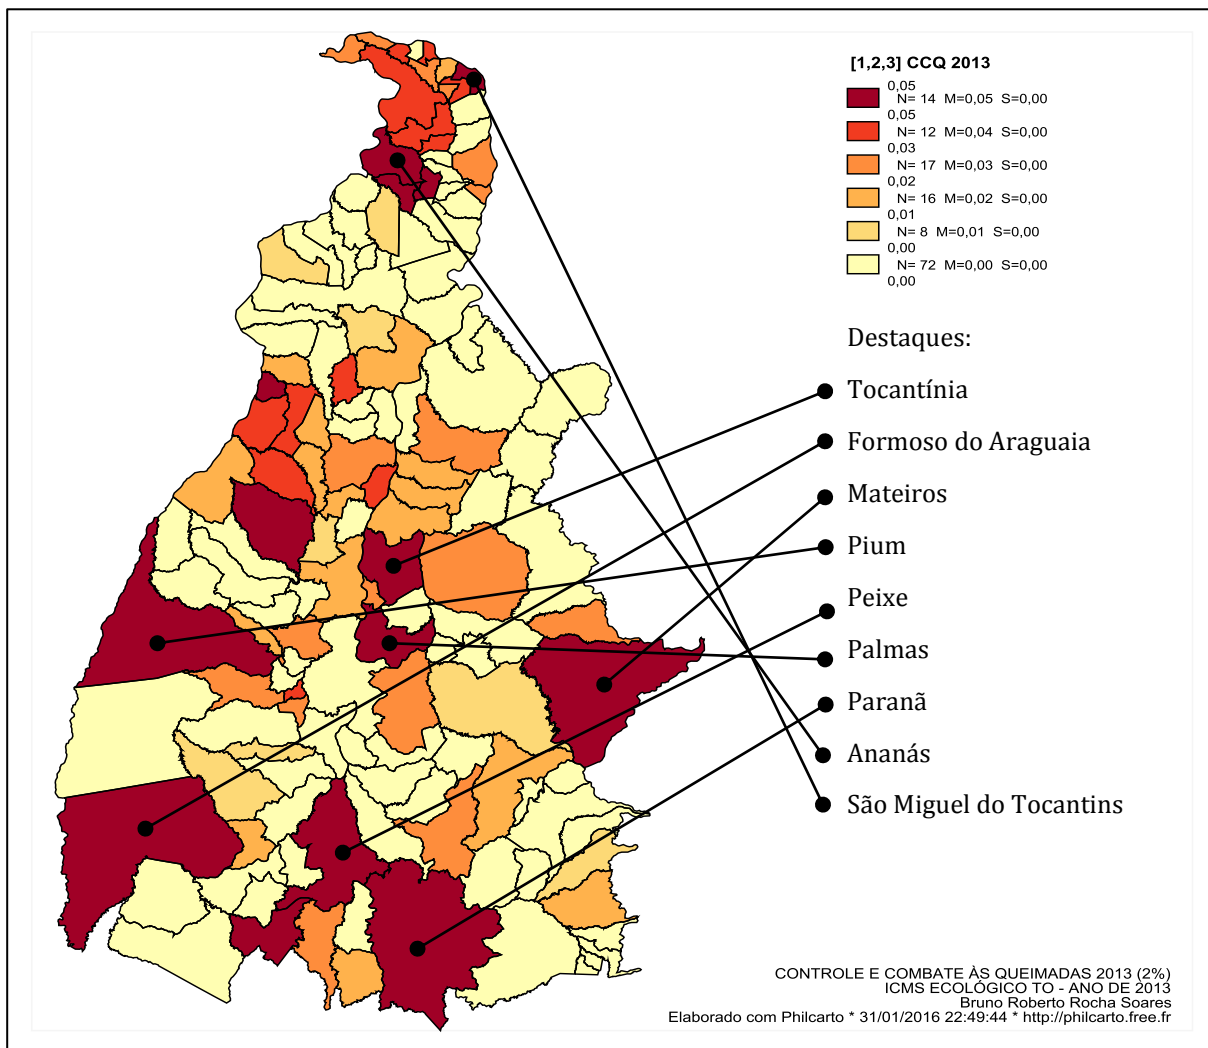 [1,2,3] CCQ 2013
0,05
N= 14 M=0,05 S=0,00
0,05
N= 12 M=0,04 S=0,00
0,03
N= 17 M=0,03 S=0,00
0,02
N= 16 M=0,02 S=0,00
0,01
N= 8 M=0,01 S=0,00
0,00
N= 72 M=0,00 S=0,00
0,00
Destaques:
Tocantínia
Formoso do Araguaia
Mateiros
Pium
Peixe
Palmas
Paranã
Ananás
São Miguel do Tocantins
CONTROLE E COMBATE ÀS QUEIMADAS 2013 (2%)
ICMS ECOLÓGICO TO - ANO DE 2013
Bruno Roberto Rocha Soares
Elaborado com Philcarto * 31/01/2016 22:49:44 * http://philcarto.free.fr